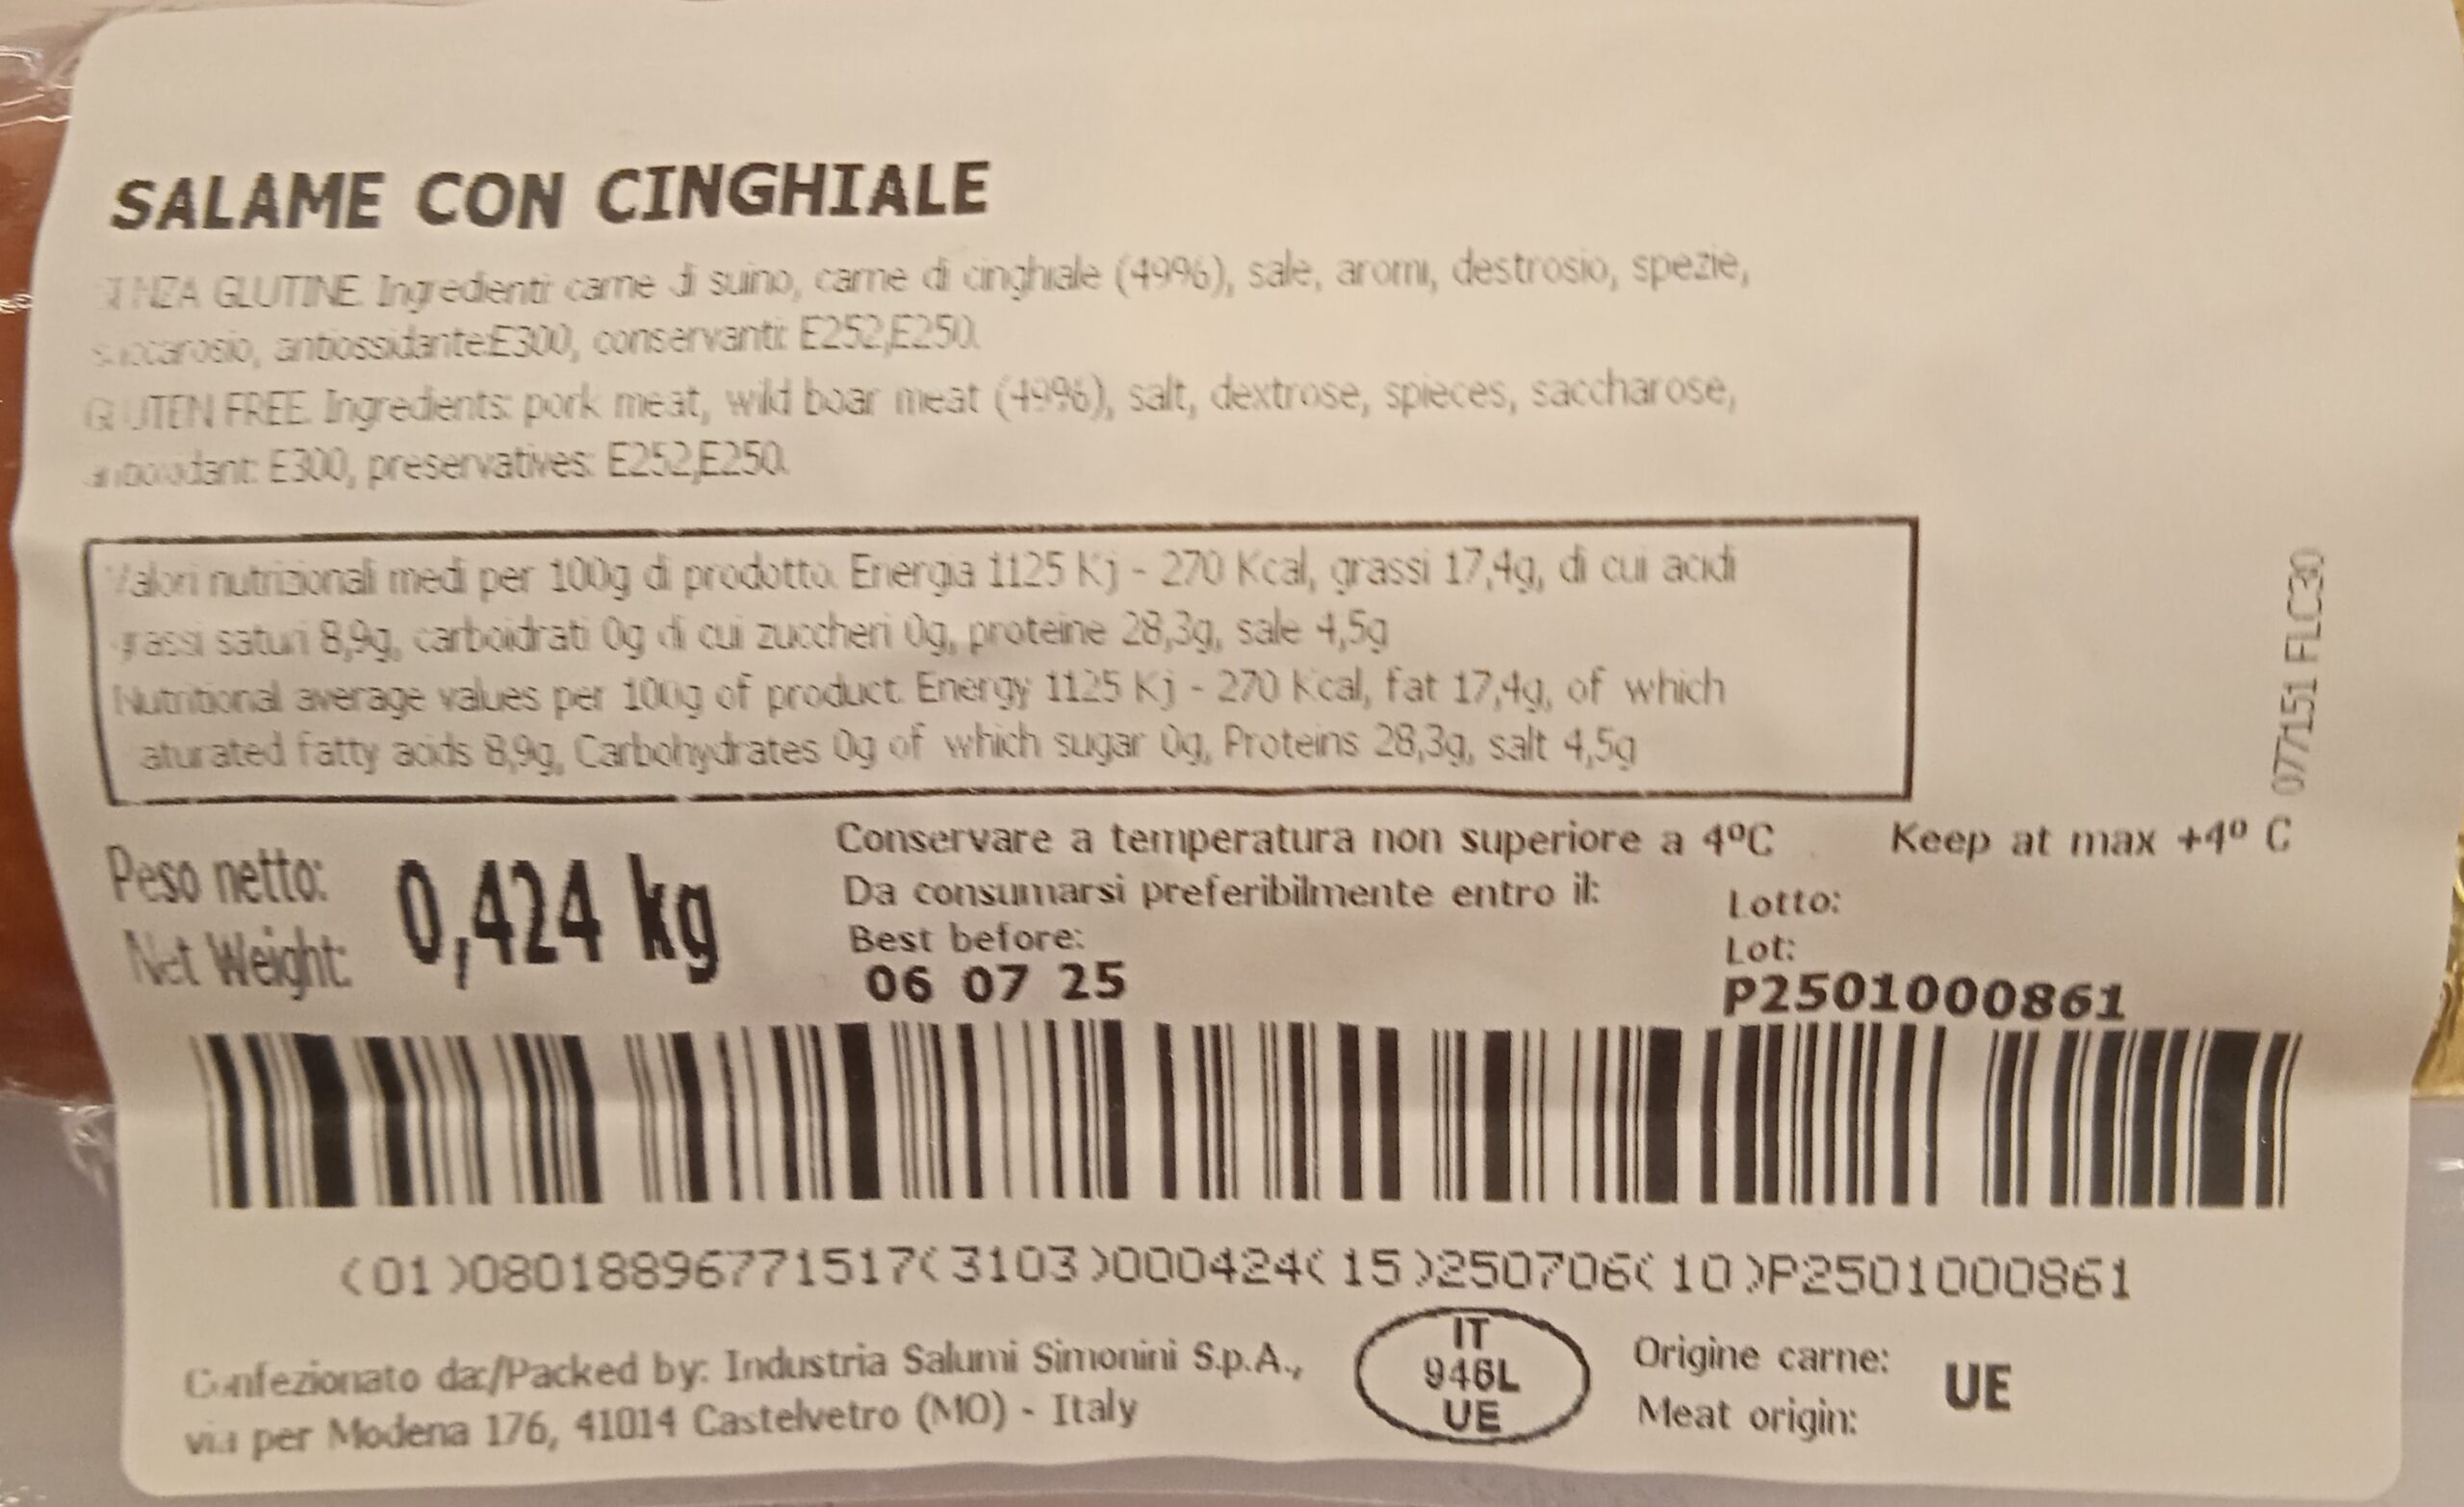 SALAME CON CINGHIALE
GLUTINE. Ingredienti: carne di suino, carne di cinghiale (49%), sale, aromi, destrosio, spezie,
antiossidante:E300, conservanti: E252,E250.
GLUTEN FREE. Ingredients: pork meat, wild boar meat (49%), salt, dextrose, spieces, saccharose,
E300, preservatives: E252,E250.
Valori nutrizionali medi per 100g di prodotto. Energia 1125 Kj - 270 Kcal, grassi 17,4g, di cui acidi
grassi saturi 8,9g, carboidrati 0g di cui zuccheri 0g, proteine 28,3g, sale 4,5g
Nutritional average values per 100g of product. Energy 1125 Kj - 270 Kcal, fat 17,4g, of which
aturated fatty acids 8,9g, Carbohydrates 0g of which sugar 0g, Proteins 28,3g, salt 4,5g
077151 FLC30
Conservare a temperatura non superiore a 4ºC Keep at max +4º C
Peso netto:
Net Weight:
0,424 kg
Da consumarsi preferibilmente entro il:
Best before:
06 07 25
Lotto:
Lot:
P2501000861
(01)08018896771517(3103)000424(15)250706(10)P2501000861
Confezionato da:/Packed by: Industria Salumi Simonini S.p.A.,
via per Modena 176, 41014 Castelvetro (MO) - Italy
IT
946L
UE
Origine carne:
Meat origin:
UE